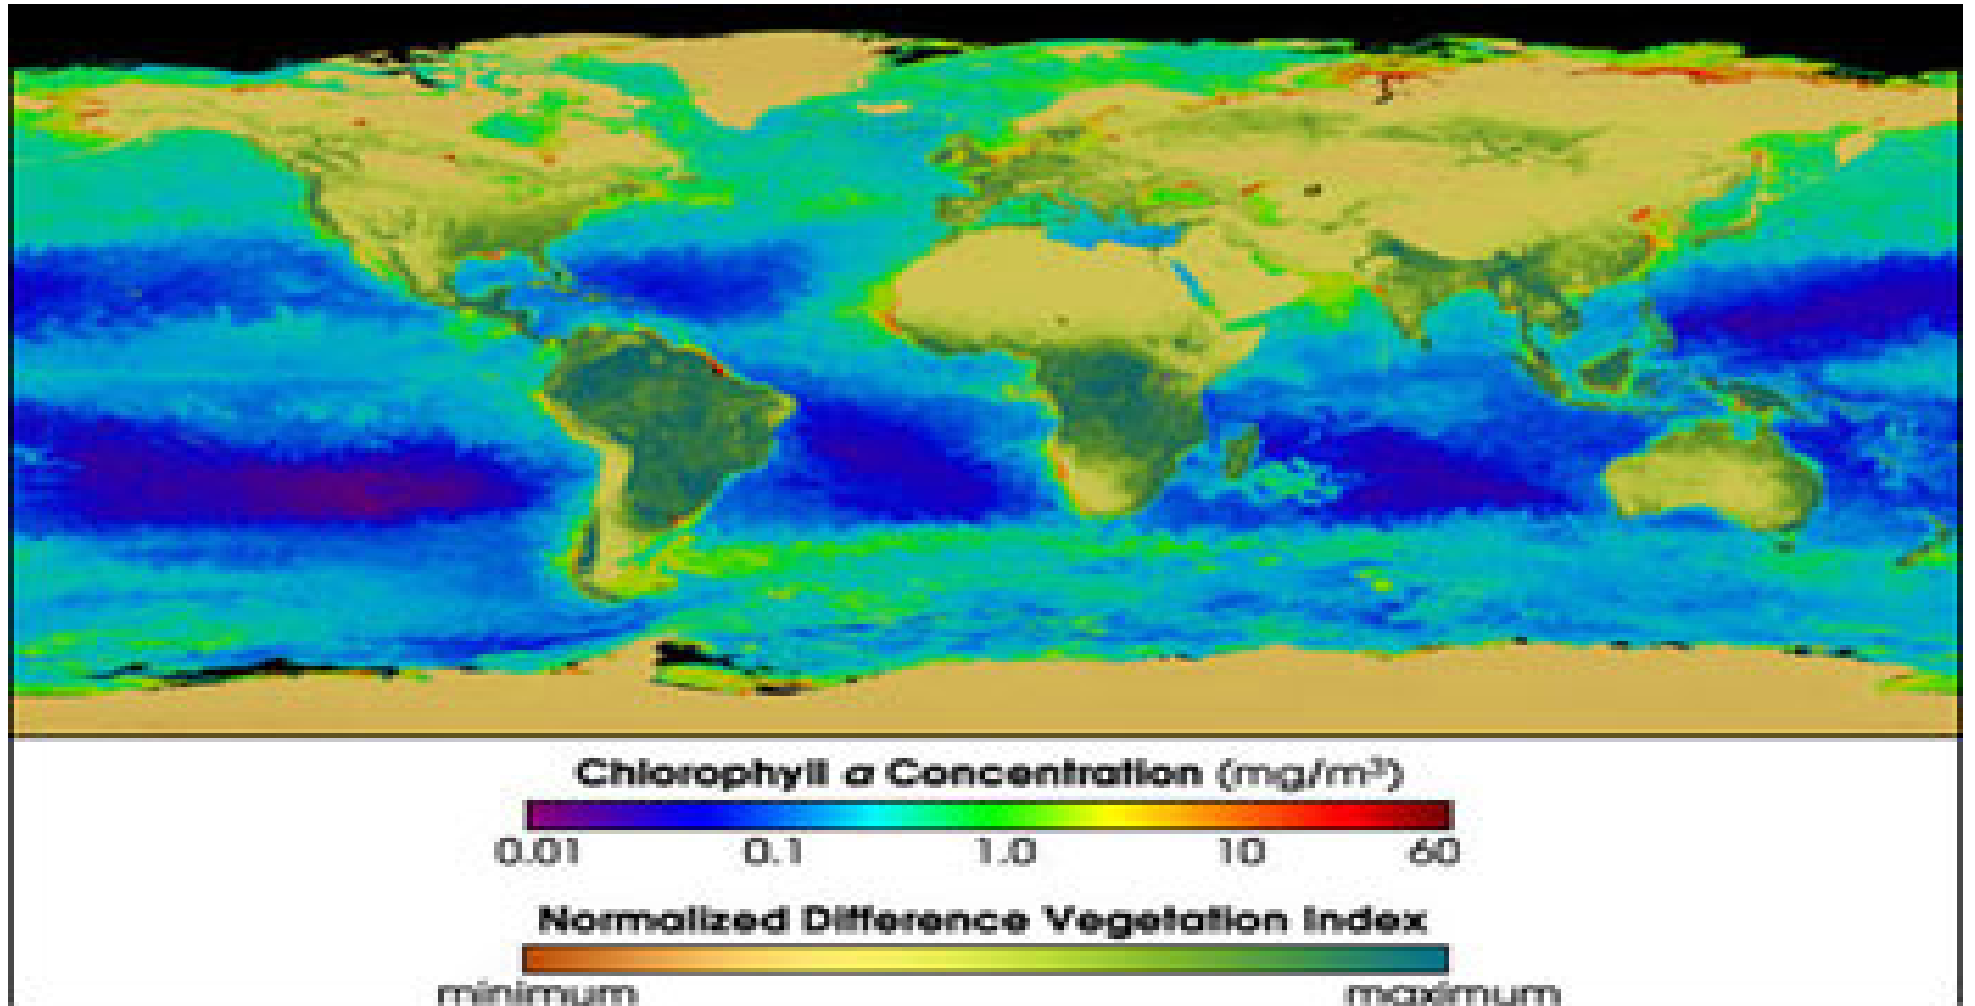 Chlorophyll a Concentration (mg/m³)
0.01 0.1 1.0 10 60
Normalized Difference Vegetation Index
minimum maximum